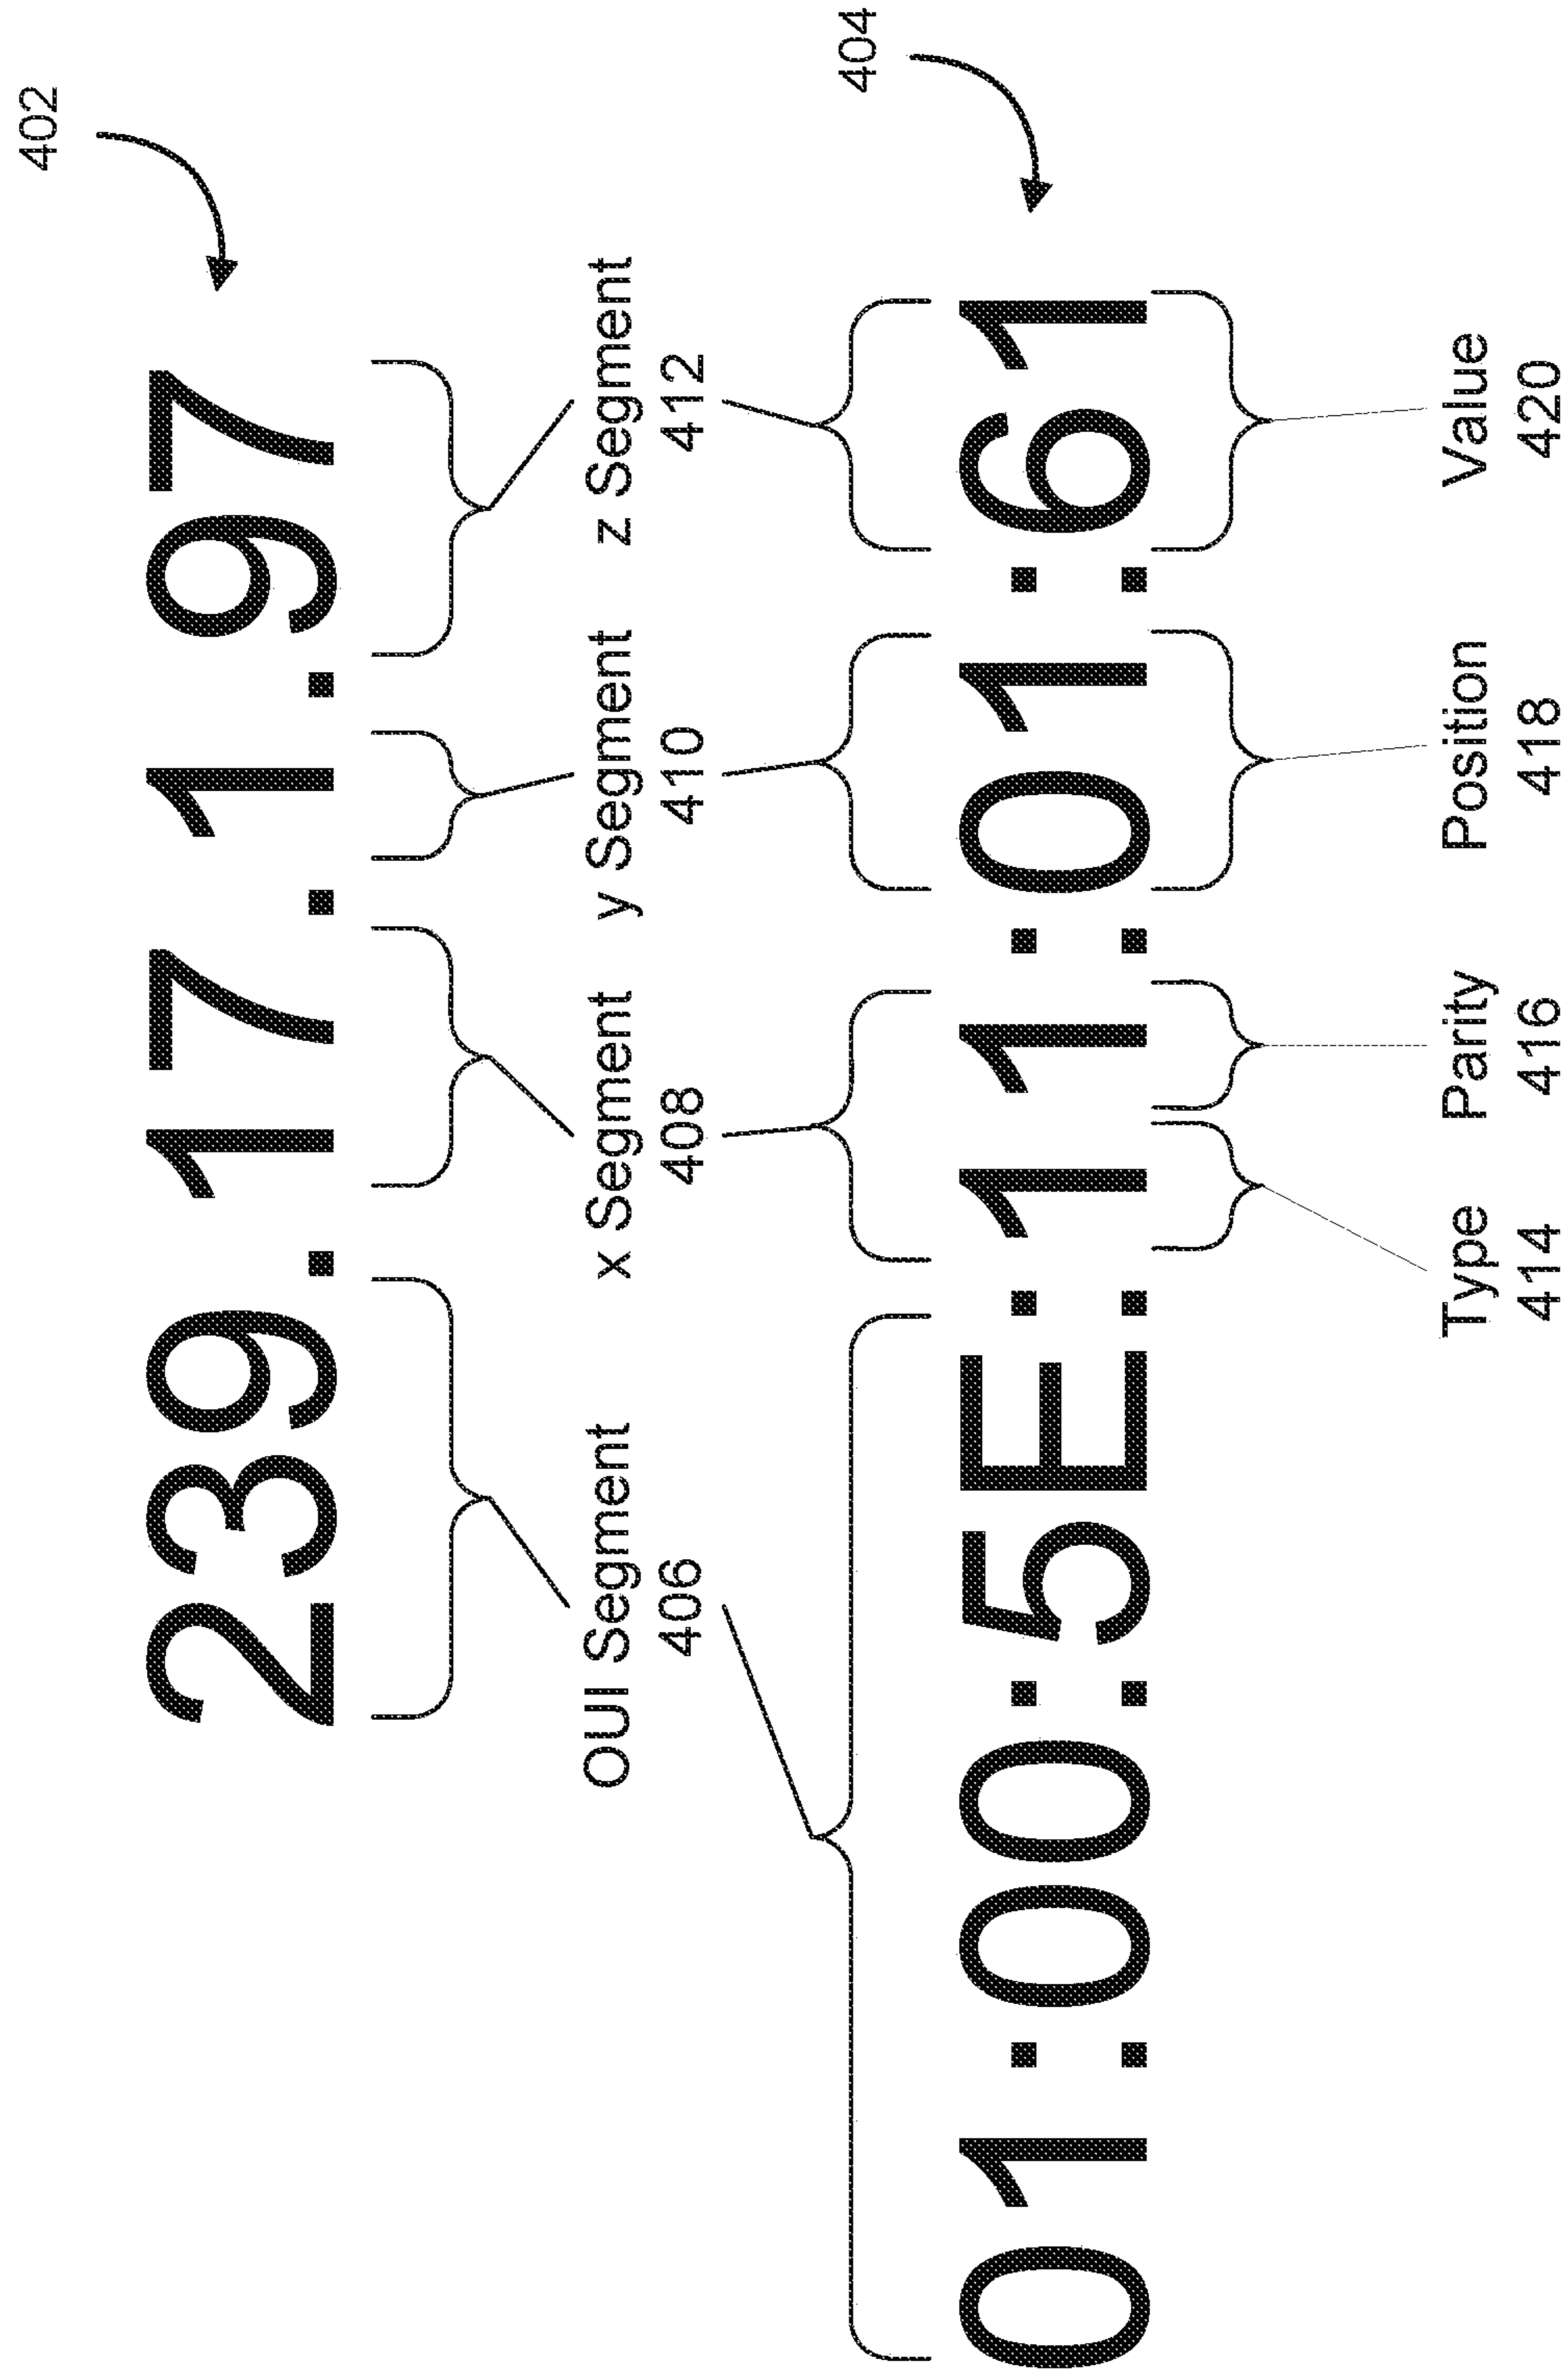 402
239.17.1.97
OUI Segment x Segment y Segment z Segment
406 408 410 412
404
01:00:5E:11:01:61
Type Parity Position Value
414 416 418 420